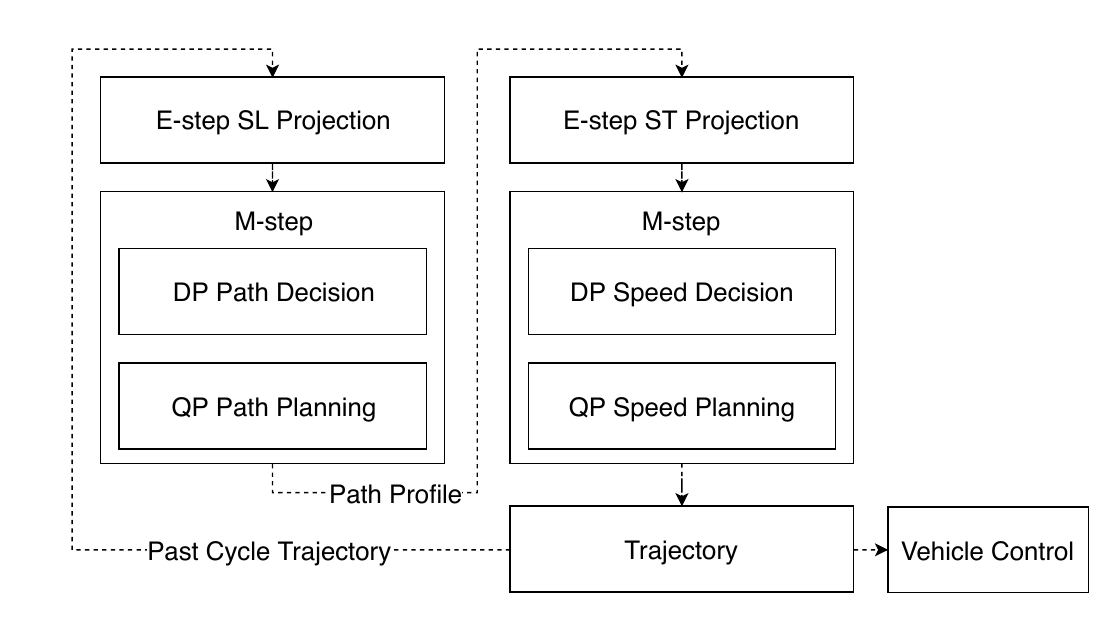 E-step SL Projection
M-step
DP Path Decision
QP Path Planning
Path Profile
E-step ST Projection
M-step
DP Speed Decision
QP Speed Planning
Past Cycle Trajectory
Trajectory
Vehicle Control